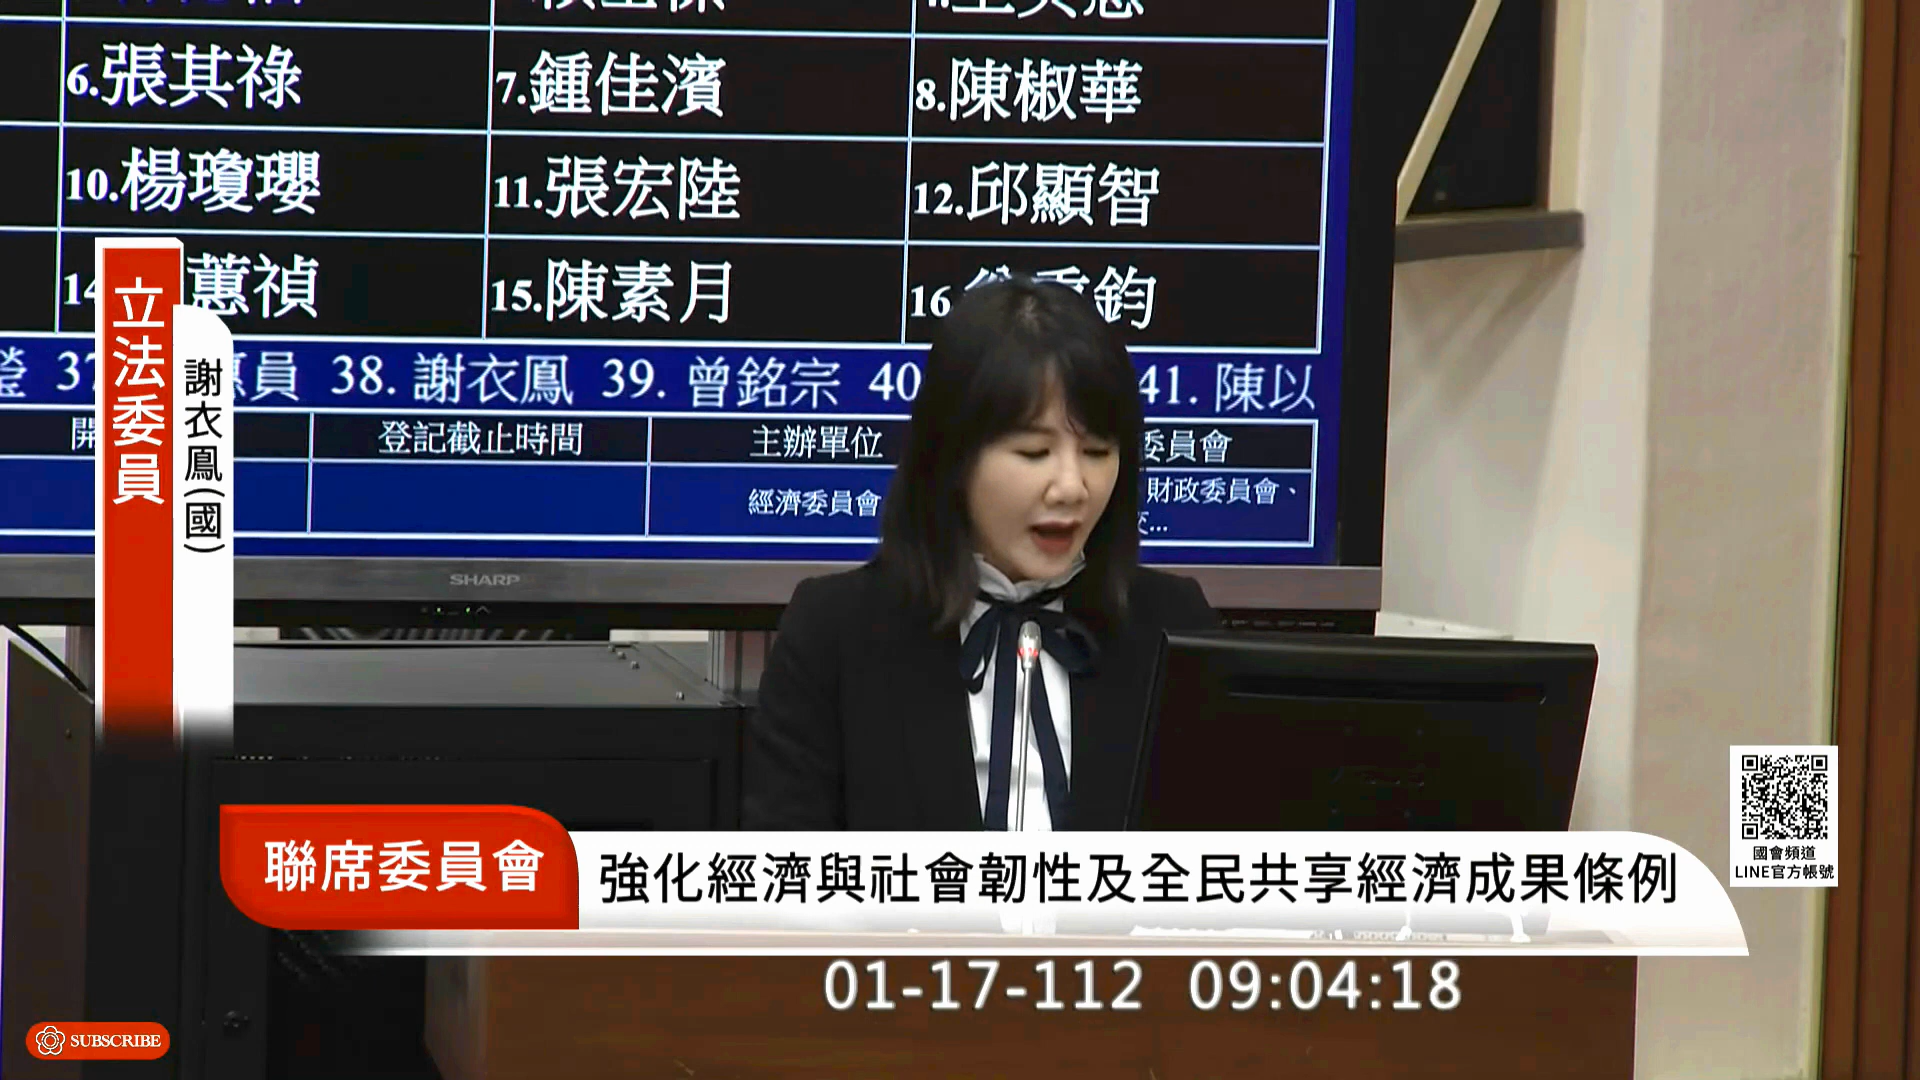 6.張其祿 7.鍾佳濱 8.陳椒華
10.楊瓊瓔 11.張宏陸 12.邱顯智
14 蕙禎 15.陳素月 16 鈞
37 惠員 38. 謝衣鳳 39. 曾銘宗 40 41. 陳以
開 登記截止時間 主辦單位 委員會
經濟委員會 財政委員會、
SHARP
立法委員
謝衣鳳(國)
聯席委員會
強化經濟與社會韌性及全民共享經濟成果條例
國會頻道
LINE官方帳號
01-17-112 09:04:18
SUBSCRIBE